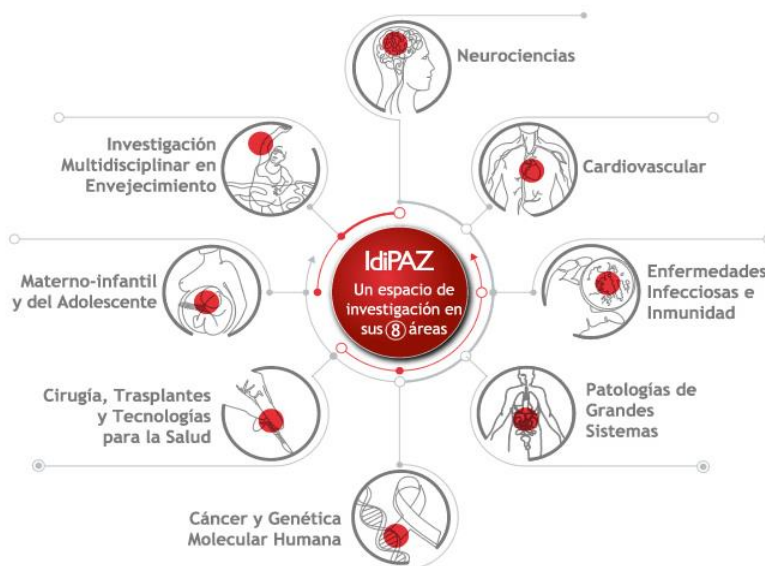 Neurociencias
Investigación
Multidisciplinar en
Envejecimiento
Cardiovascular
IdiPAZ
Un espacio de
investigación en
sus 8 áreas
Materno-infantil
y del Adolescente
Enfermedades
Infecciosas e
Inmunidad
Cirugía, Trasplantes
y Tecnologías
para la Salud
Patologías de
Grandes
Sistemas
Cáncer y Genética
Molecular Humana